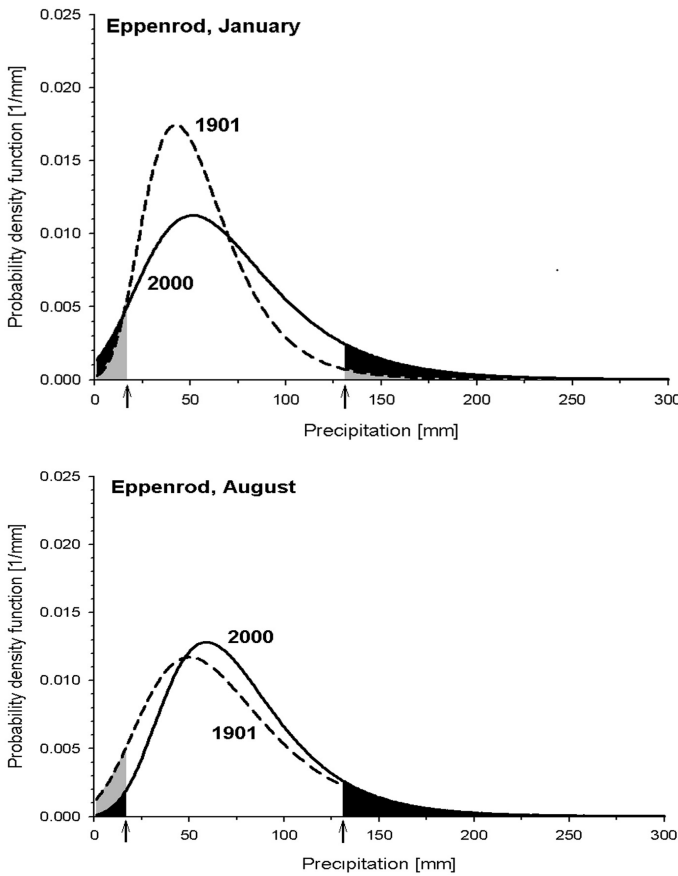 Eppenrod, January
Probability density function [1/mm]
0.025
0.020
0.015
0.010
0.005
0.000
1901
2000
0 50 100 150 200 250 300
Precipitation [mm]
Eppenrod, August
Probability density function [1/mm]
0.025
0.020
0.015
0.010
0.005
0.000
2000
1901
0 50 100 150 200 250 300
Precipitation [mm]